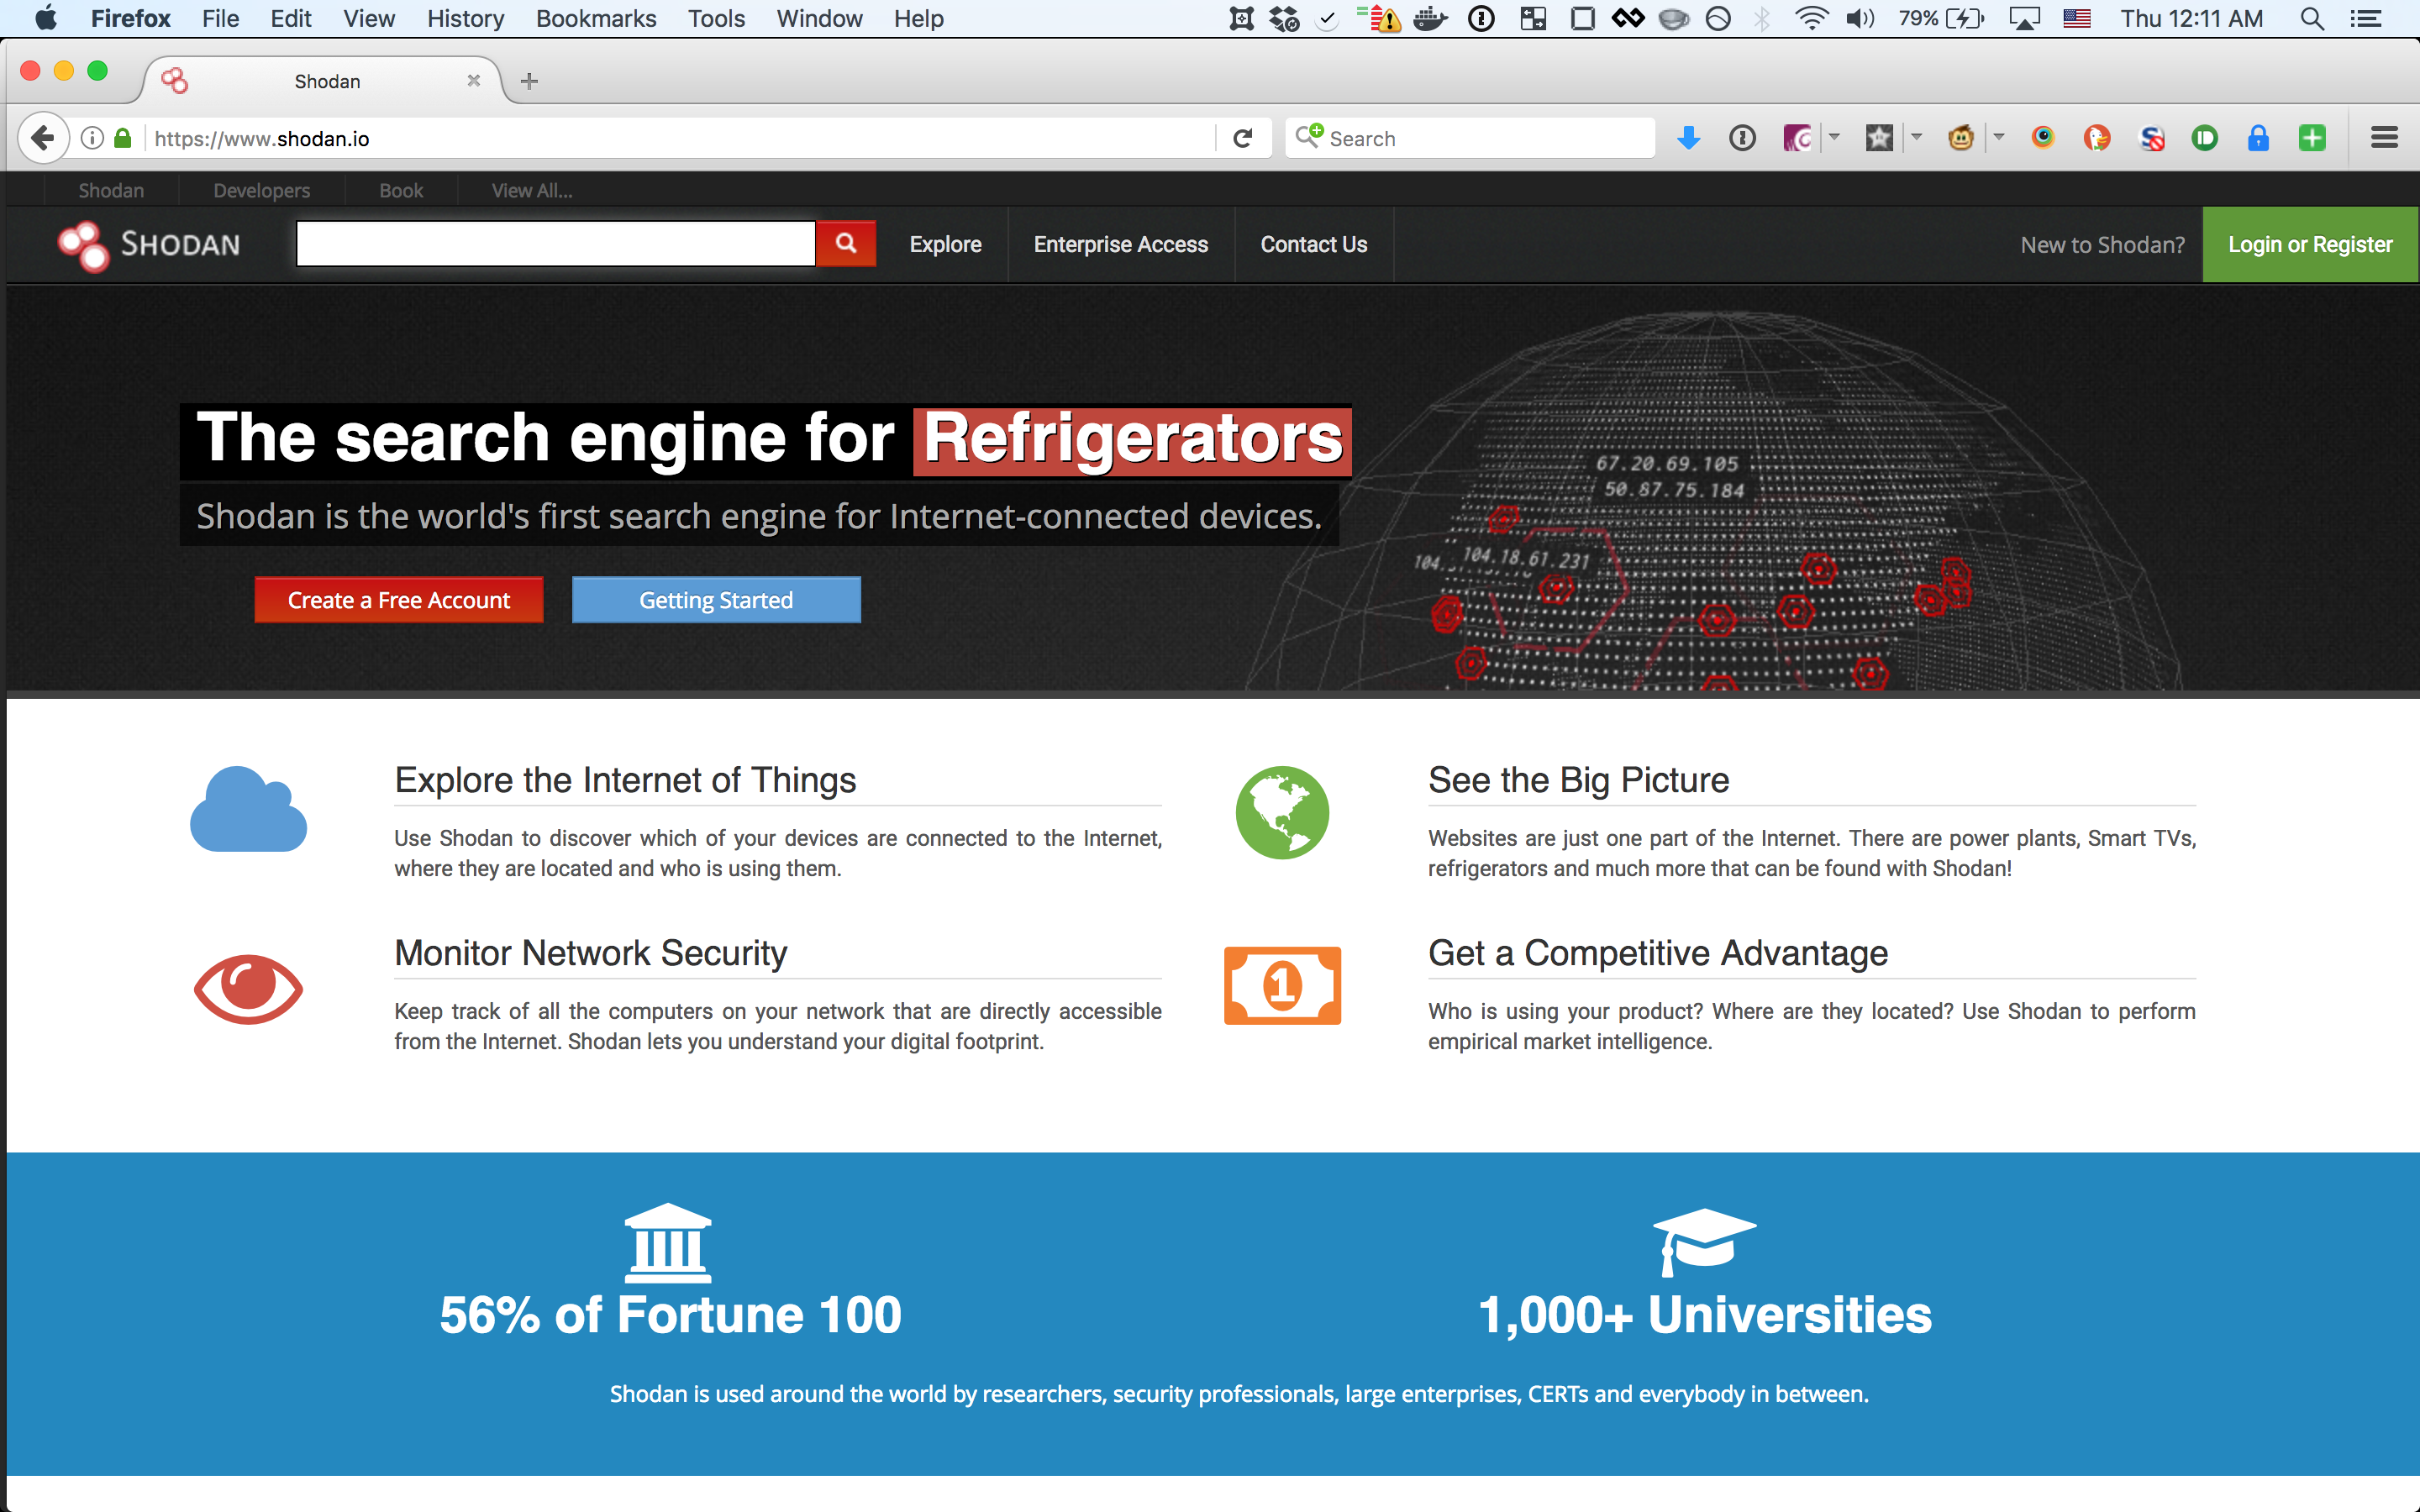 Firefox File Edit View History Bookmarks Tools Window Help 79% Thu 12:11 AM
Shodan
https://www.shodan.io Search
Shodan Developers Book View All...
SHODAN Explore Enterprise Access Contact Us New to Shodan? Login or Register
The search engine for Refrigerators
Shodan is the world's first search engine for Internet-connected devices.
67.20.69.105
50.87.75.184
104.18.61.231
104.
Create a Free Account Getting Started
Explore the Internet of Things
Use Shodan to discover which of your devices are connected to the Internet,
where they are located and who is using them.
See the Big Picture
Websites are just one part of the Internet. There are power plants, Smart TVs,
refrigerators and much more that can be found with Shodan!
Monitor Network Security
Keep track of all the computers on your network that are directly accessible
from the Internet. Shodan lets you understand your digital footprint.
1
Get a Competitive Advantage
Who is using your product? Where are they located? Use Shodan to perform
empirical market intelligence.
56% of Fortune 100
1,000+ Universities
Shodan is used around the world by researchers, security professionals, large enterprises, CERTs and everybody in between.